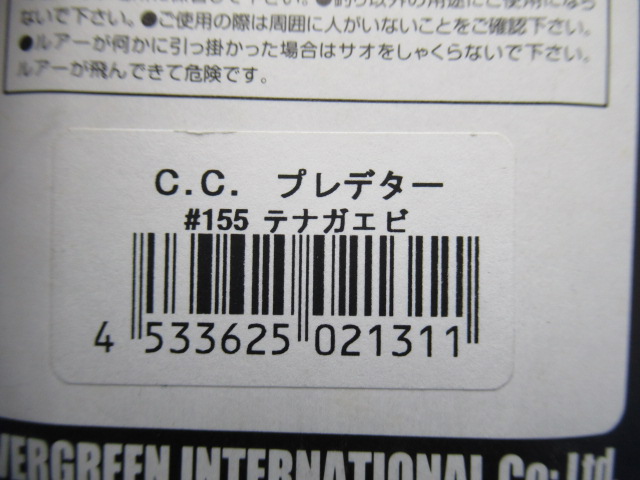 ないで下さい。●ご使用の際は周囲に人がいないことをご確認下さい。
●ルアーが何かに引っ掛かった場合はサオをしゃくらないで下さい。
ルアーが飛んできて危険です。
C.C. プレデター
#155 テナガエビ
4 533625 021311
VERGREEN INTERNATIONAL Co.,Ltd